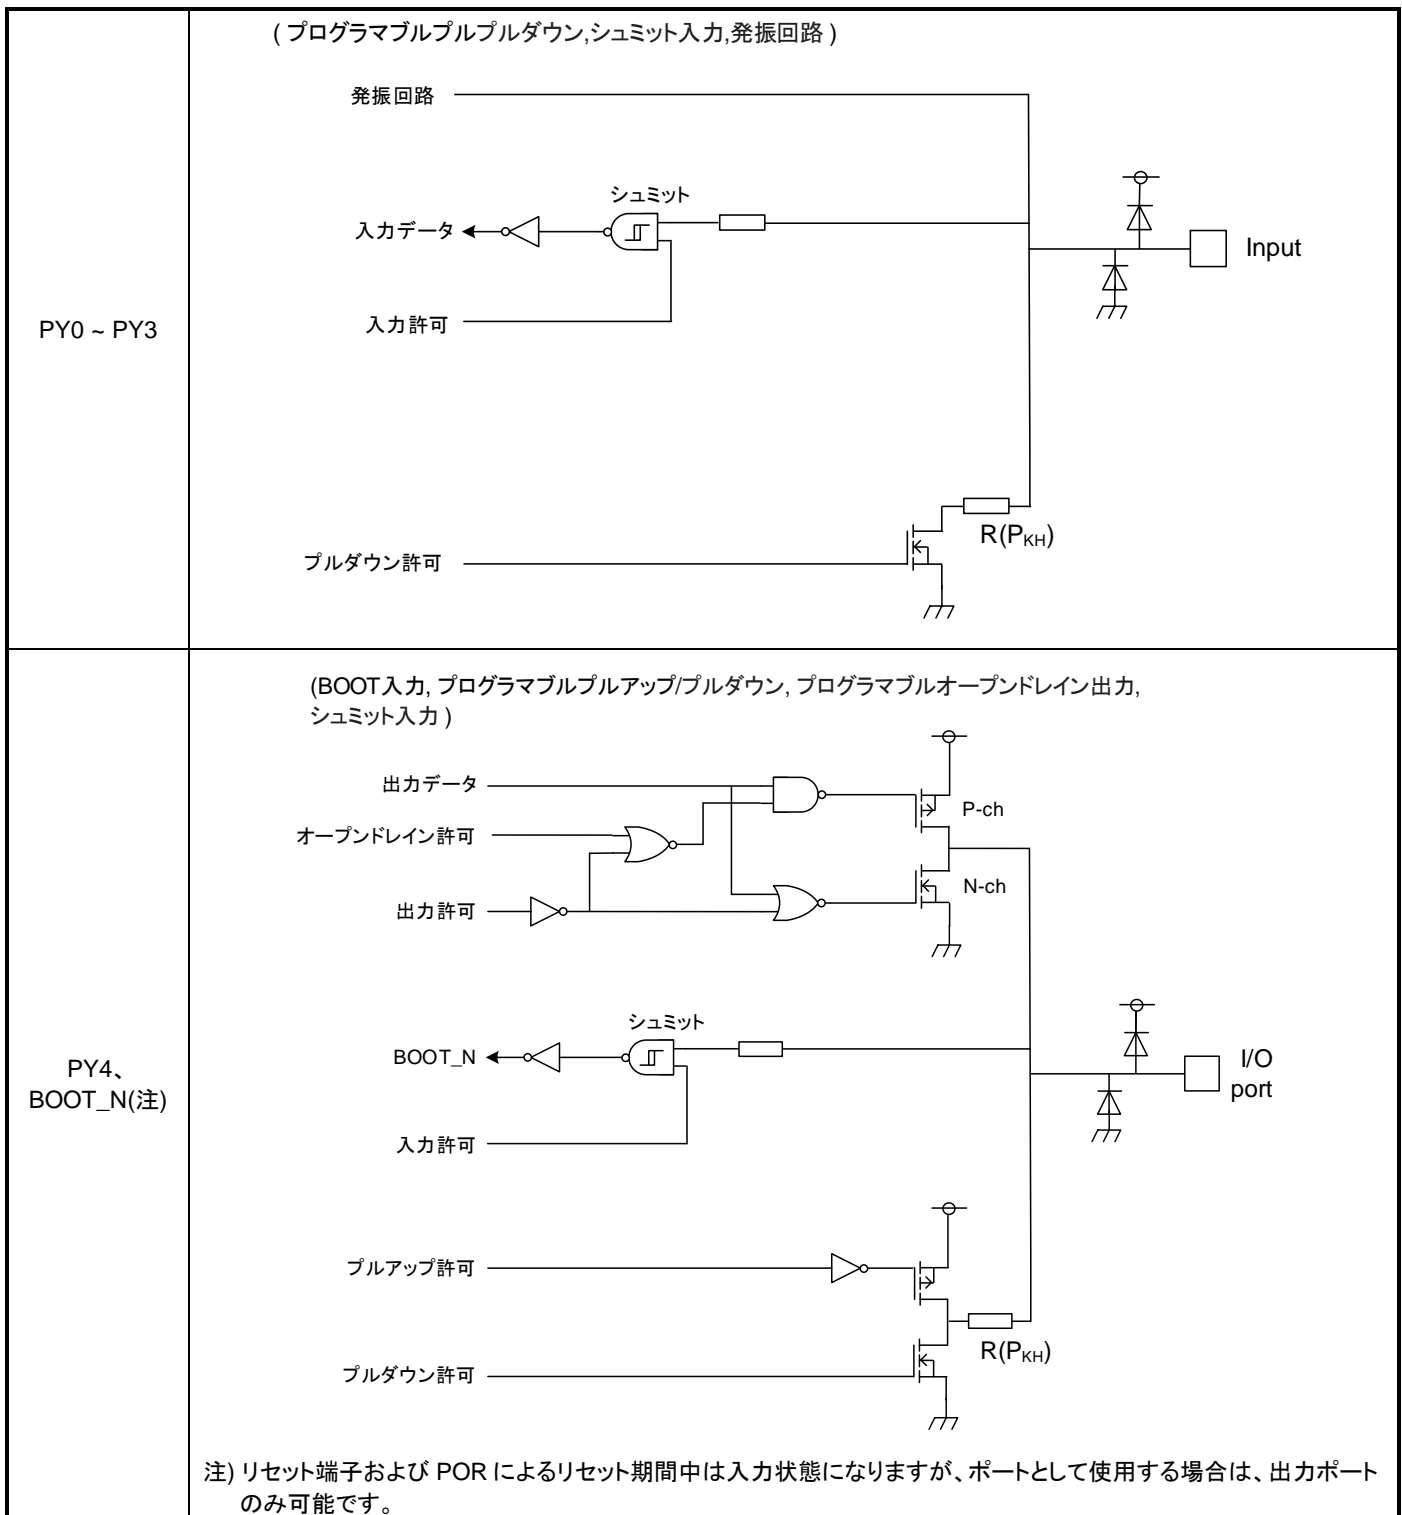 ( プログラマブルプルプルダウン,シュミット入力,発振回路 )
発振回路
シュミット
入力データ
Input
入力許可
PY0 ~ PY3
R(PKH)
プルダウン許可
(BOOT入力, プログラマブルプルアップ/プルダウン, プログラマブルオープンドレイン出力,
シュミット入力 )
出力データ
P-ch
オープンドレイン許可
N-ch
出力許可
シュミット
BOOT_N
I/O
port
PY4、
BOOT_N(注)
入力許可
プルアップ許可
R(PKH)
プルダウン許可
注) リセット端子および POR によるリセット期間中は入力状態になりますが、ポートとして使用する場合は、出力ポート
のみ可能です。